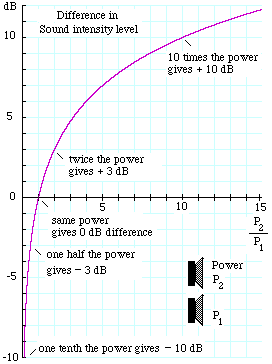 dB
Difference in
Sound intensity level
10
10 times the power
gives + 10 dB
5
twice the power
gives + 3 dB
0
5
10
15
same power
gives 0 dB difference
P2
P1
one half the power
gives − 3 dB
Power
P2
-5
P1
one tenth the power gives − 10 dB
-10